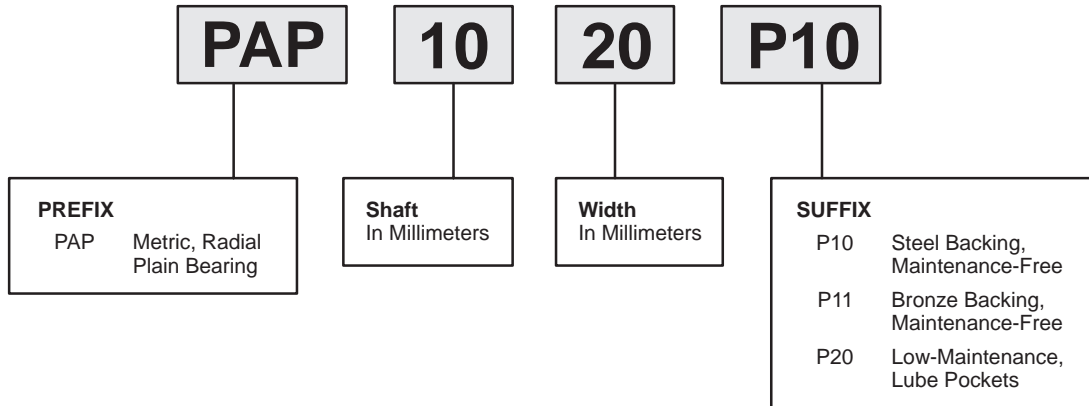 PAP 10 20 P10
PREFIX
PAP Metric, Radial
Plain Bearing
Shaft
In Millimeters
Width
In Millimeters
SUFFIX
P10 Steel Backing,
Maintenance-Free
P11 Bronze Backing,
Maintenance-Free
P20 Low-Maintenance,
Lube Pockets